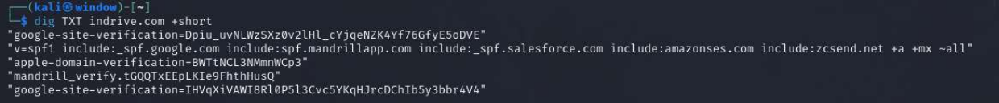 ┌──(kali㉿window)-[~]
└─$ dig TXT indrive.com +short
"google-site-verification=Dpiu_uvNLWzSXz0v2lHl_cYjqeNZK4Yf76GfyE5oDVE"
"v=spf1 include:_spf.google.com include:spf.mandrillapp.com include:_spf.salesforce.com include:amazonses.com include:zcsend.net +a +mx ~all"
"apple-domain-verification=BWTtNCL3NMmnWCp3"
"mandrill_verify.tGQQTxEEpLKIe9FhthHusQ"
"google-site-verification=IHVqXiVAWI8Rl0P5l3Cvc5YKqHJrcDChIb5y3bbr4V4"